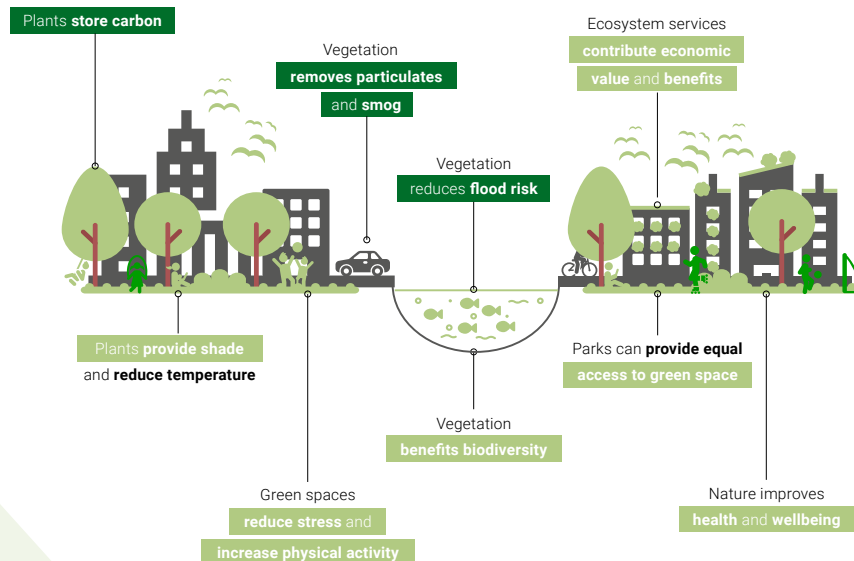 Plants store carbon
Vegetation
removes particulates
and smog
Ecosystem services
contribute economic
value and benefits
Vegetation
reduces flood risk
Plants provide shade
and reduce temperature
Parks can provide equal
access to green space
Vegetation
benefits biodiversity
Green spaces
reduce stress and
increase physical activity
Nature improves
health and wellbeing